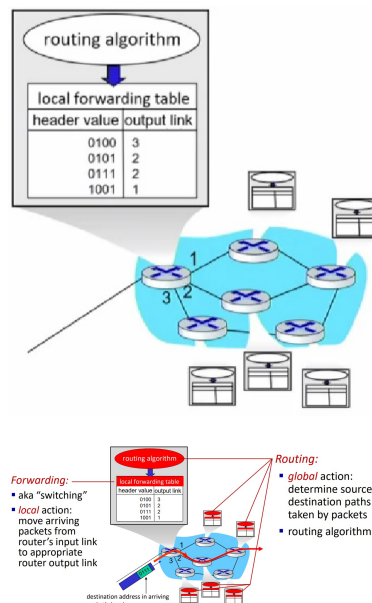 routing algorithm
local forwarding table
header value output link
0100 3
0101 2
0111 2
1001 1
1
2
3
routing algorithm
local forwarding table
header value output link
0100 3
0101 2
0111 2
1001 1
1
2
3
Forwarding:
▪ aka “switching”
▪ local action:
move arriving
packets from
router’s input link
to appropriate
router output link
destination address in arriving
Routing:
▪ global action:
determine source
destination paths
taken by packets
▪ routing algorithm